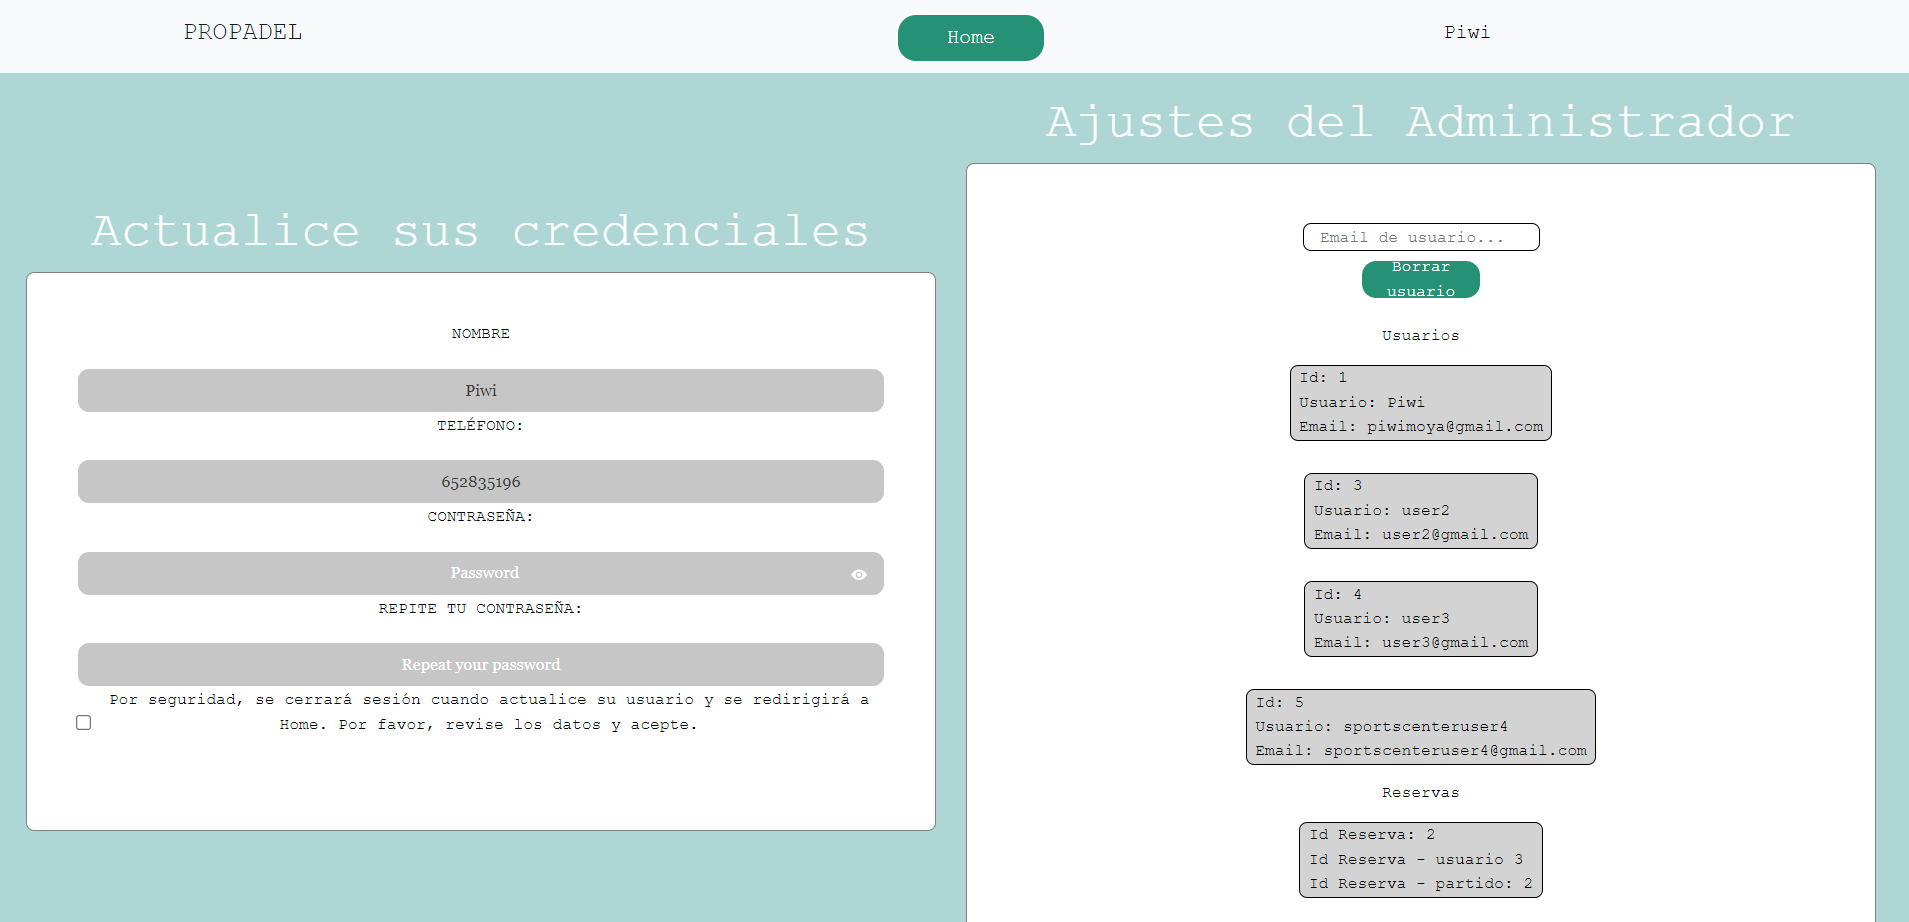 PROPADEL
Home
Piwi
Actualice sus credenciales
NOMBRE
Piwi
TELÉFONO:
652835196
CONTRASEÑA:
Password
REPITE TU CONTRASEÑA:
Repeat your password
Por seguridad, se cerrará sesión cuando actualice su usuario y se redirigirá a
Home. Por favor, revise los datos y acepte.
Ajustes del Administrador
Email de usuario...
Borrar
usuario
Usuarios
Id: 1
Usuario: Piwi
Email: piwimoya@gmail.com
Id: 3
Usuario: user2
Email: user2@gmail.com
Id: 4
Usuario: user3
Email: user3@gmail.com
Id: 5
Usuario: sportscenteruser4
Email: sportscenteruser4@gmail.com
Reservas
Id Reserva: 2
Id Reserva - usuario 3
Id Reserva - partido: 2